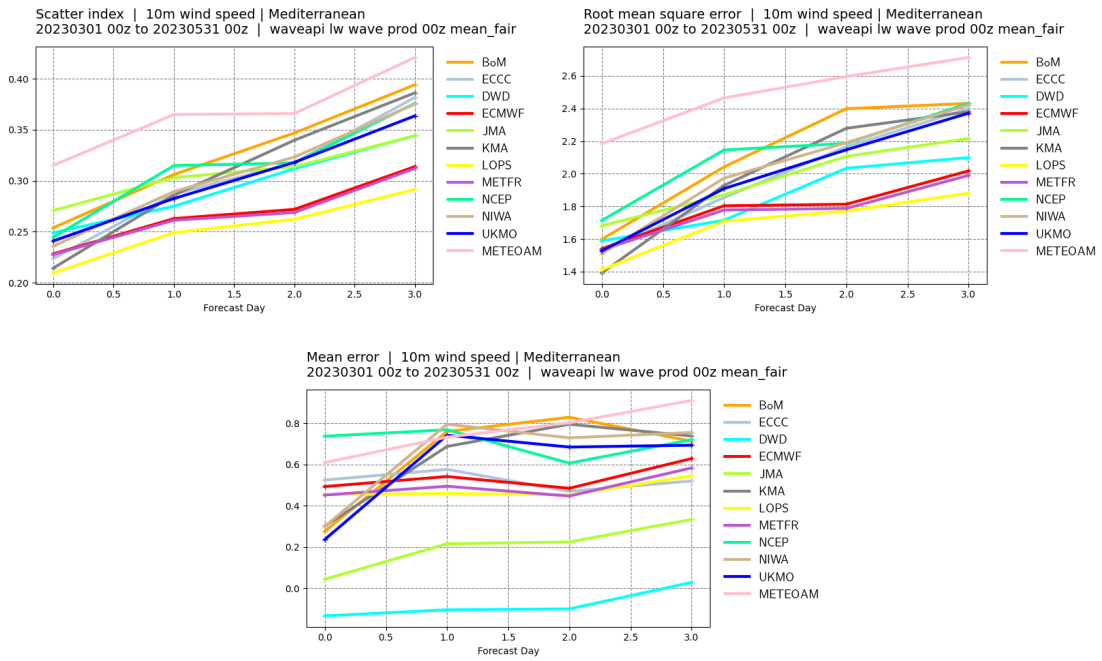 Scatter index | 10m wind speed | Mediterranean
20230301 00z to 20230531 00z | waveapi lw wave prod 00z mean_fair
0.40
0.35
0.30
0.25
0.20
0.0 0.5 1.0 1.5 2.0 2.5 3.0
Forecast Day
BoM
ECCC
DWD
ECMWF
JMA
KMA
LOPS
METFR
NCEP
NIWA
UKMO
METEOAM
Root mean square error | 10m wind speed | Mediterranean
20230301 00z to 20230531 00z | waveapi lw wave prod 00z mean_fair
2.6
2.4
2.2
2.0
1.8
1.6
1.4
0.0 0.5 1.0 1.5 2.0 2.5 3.0
Forecast Day
BoM
ECCC
DWD
ECMWF
JMA
KMA
LOPS
METFR
NCEP
NIWA
UKMO
METEOAM
Mean error | 10m wind speed | Mediterranean
20230301 00z to 20230531 00z | waveapi lw wave prod 00z mean_fair
0.8
0.6
0.4
0.2
0.0
0.0 0.5 1.0 1.5 2.0 2.5 3.0
Forecast Day
BoM
ECCC
DWD
ECMWF
JMA
KMA
LOPS
METFR
NCEP
NIWA
UKMO
METEOAM